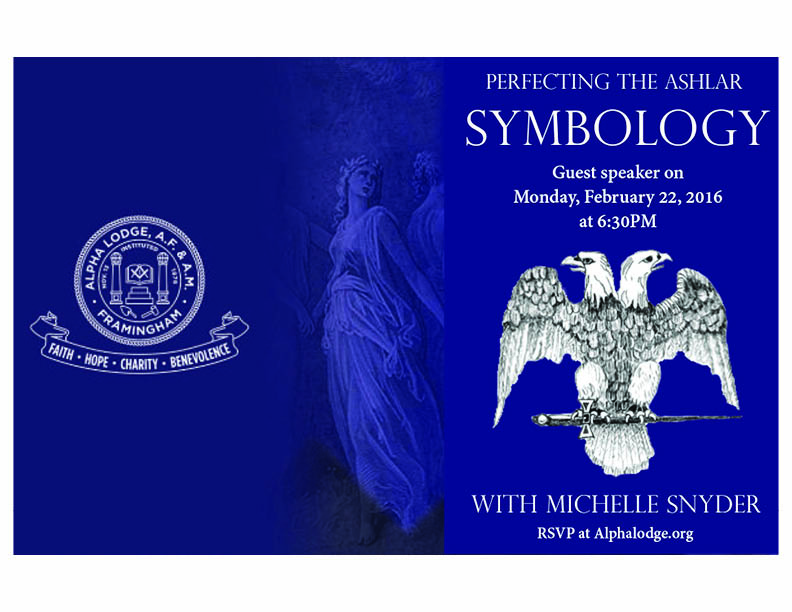 ALPHA LODGE, A.F. & A.M.
INSTITUTED
NOV. 12
1875
G
• FRAMINGHAM •
FAITH • HOPE • CHARITY • BENEVOLENCE
PERFECTING THE ASHLAR
SYMBOLOGY
Guest speaker on
Monday, February 22, 2016
at 6:30PM
WITH MICHELLE SNYDER
RSVP at Alphalodge.org